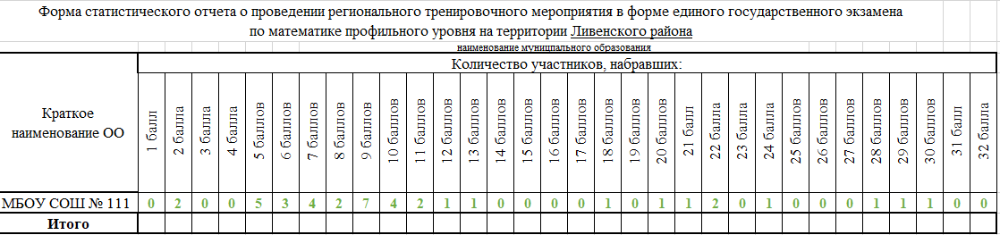 Форма статистического отчета о проведении регионального тренировочного мероприятия в форме единого государственного экзамена
по математике профильного уровня на территории Ливенского района
наименование муниципального образования
Количество участников, набравших:
Краткое
наименование ОО
1 балл
2 балла
3 балла
4 балла
5 баллов
6 баллов
7 баллов
8 баллов
9 баллов
10 баллов
11 баллов
12 баллов
13 баллов
14 баллов
15 баллов
16 баллов
17 баллов
18 баллов
19 баллов
20 баллов
21 балл
22 балла
23 балла
24 балла
25 баллов
26 баллов
27 баллов
28 баллов
29 баллов
30 баллов
31 балл
32 балла
МБОУ СОШ № 111 0 2 0 0 5 3 4 2 7 4 2 1 1 0 0 0 0 1 0 1 1 2 0 1 0 0 0 1 1 1 0 0
Итого